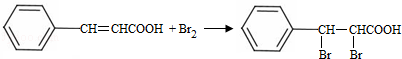 CH=CHCOOH + Br₂ ⟶ CH—CHCOOH
Br Br